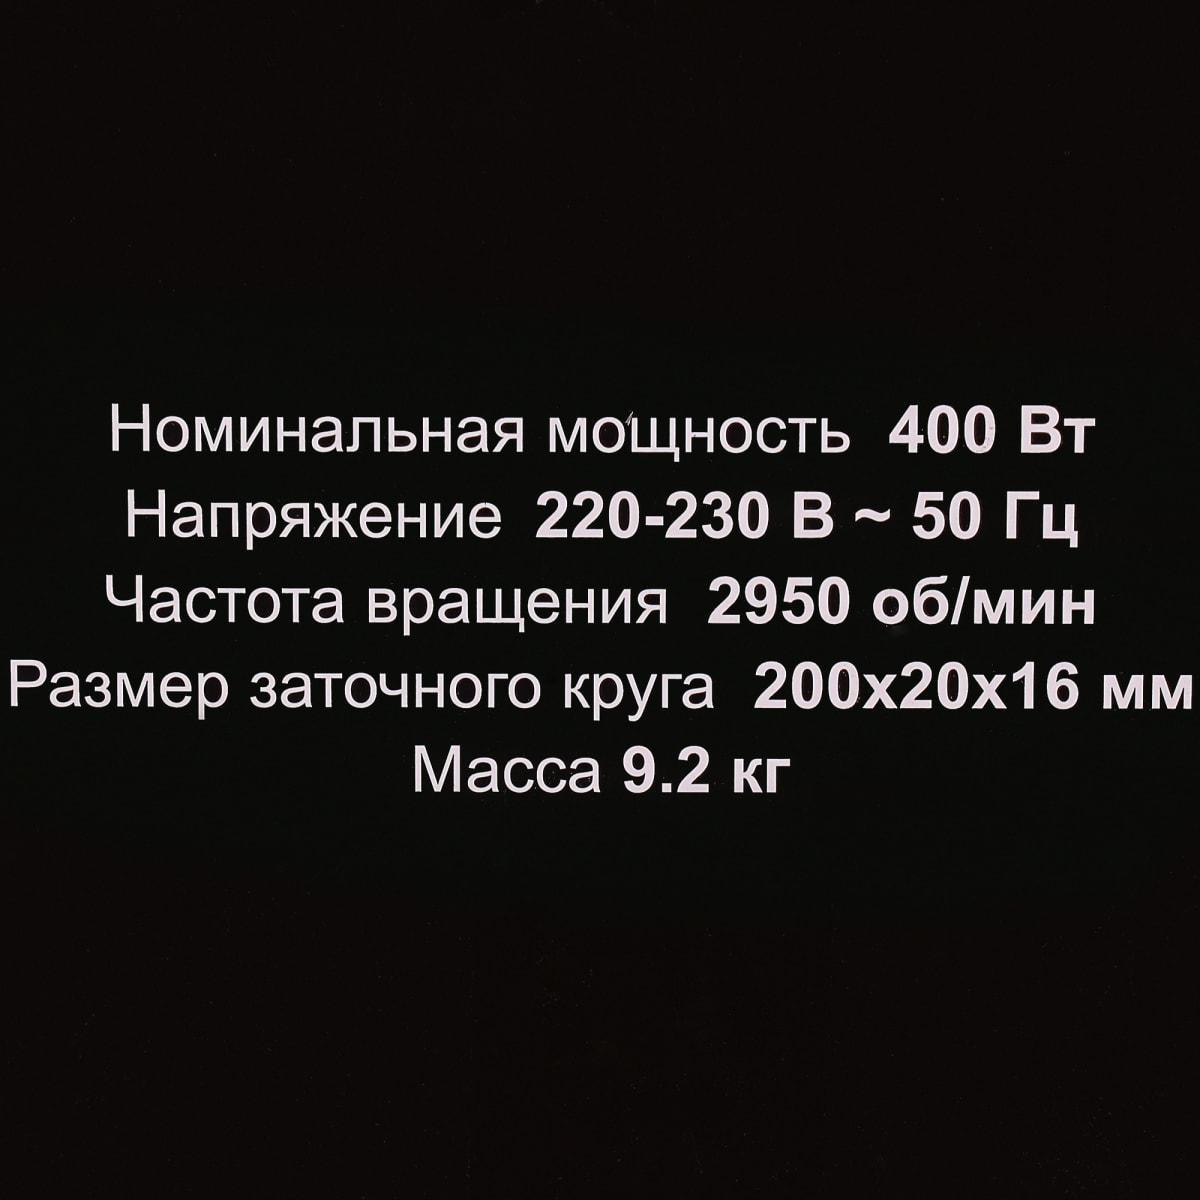 Номинальная мощность 400 Вт
Напряжение 220-230 В ~ 50 Гц
Частота вращения 2950 об/мин
Размер заточного круга 200х20х16 мм
Масса 9.2 кг